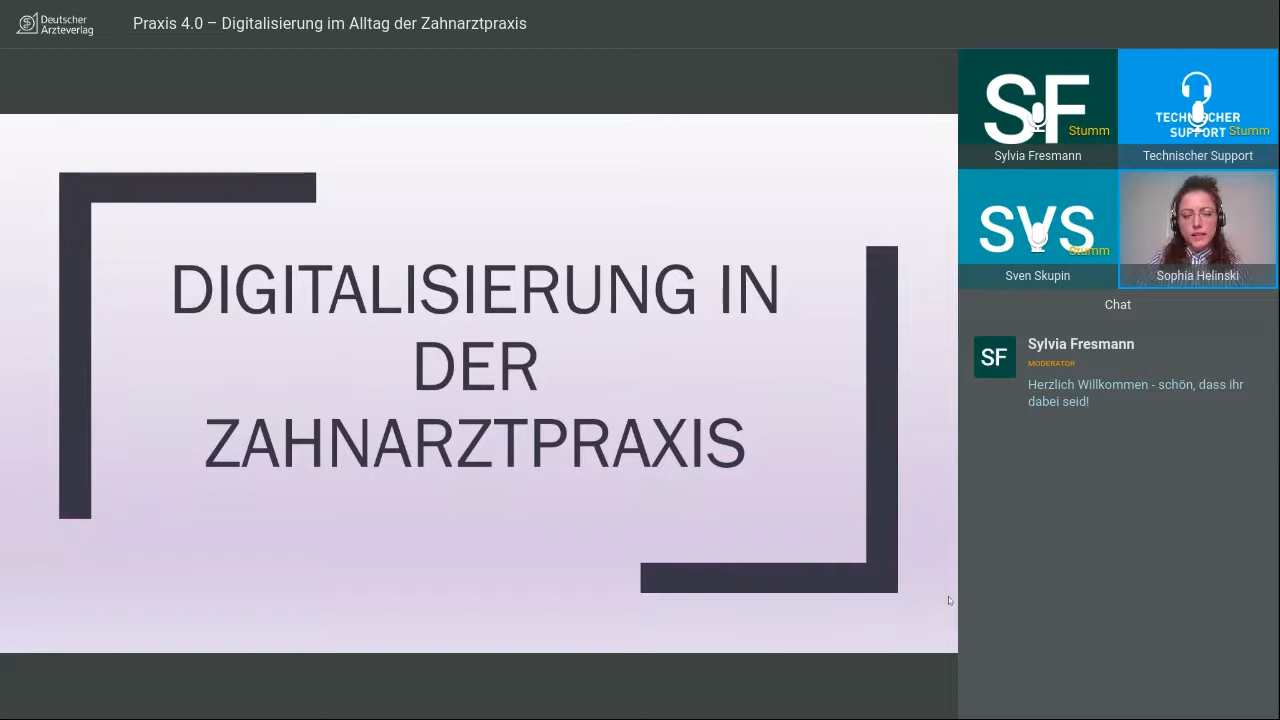 Deutscher
Ärzteverlag
Praxis 4.0 – Digitalisierung im Alltag der Zahnarztpraxis
DIGITALISIERUNG IN
DER
ZAHNARZTPRAXIS
SF
Stumm
Sylvia Fresmann
TECHNISCHER
SUPPORT
Stumm
Technischer Support
SVS
Stumm
Sven Skupin
Sophia Helinski
Chat
SF
Sylvia Fresmann
MODERATOR
Herzlich Willkommen - schön, dass ihr
dabei seid!